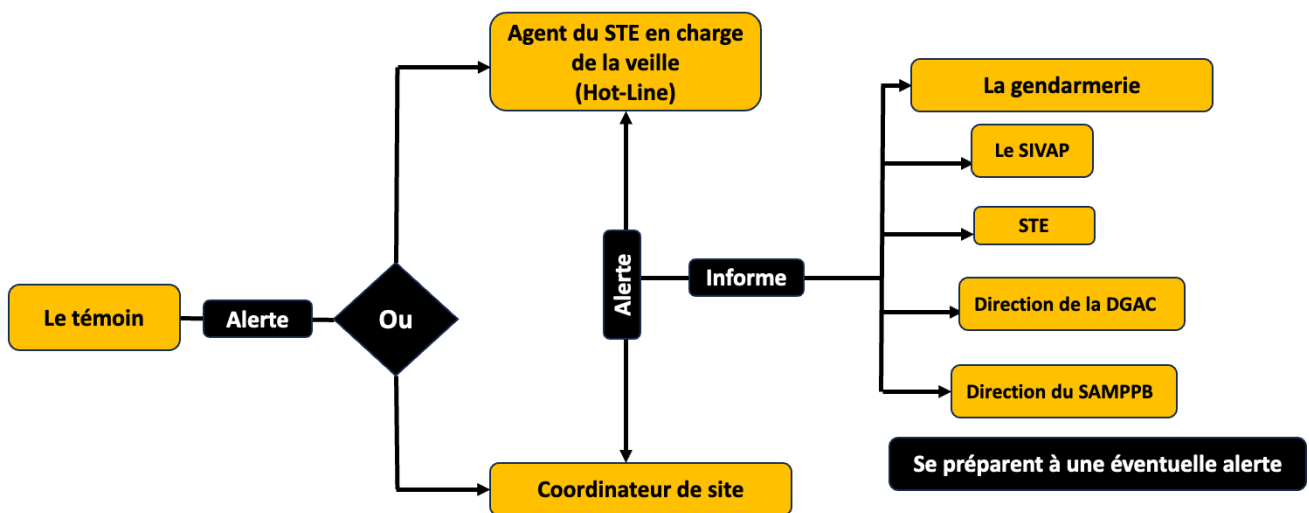 Le témoin
Alerte
Ou
Agent du STE en charge
de la veille
(Hot-Line)
Coordinateur de site
Alerte
Informe
La gendarmerie
Le SIVAP
STE
Direction de la DGAC
Direction du SAMPPB
Se préparent à une éventuelle alerte